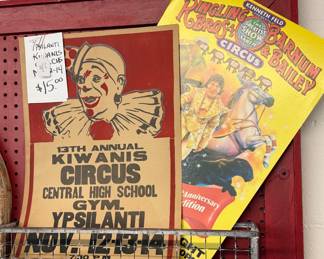 YPSILANTI
KIWANIS
$15.00
13TH ANNUAL
KIWANIS
CIRCUS
CENTRAL HIGH SCHOOL
GYM.
YPSILANTI
NOV. 12-13-14
KENNETH FELD
RINGLING BROS. AND BARNUM & BAILEY
CIRCUS
Anniversary
Edition